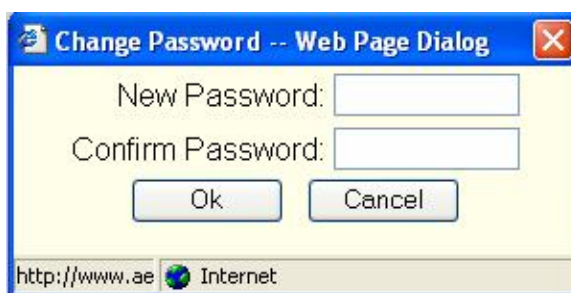 Change Password -- Web Page Dialog
New Password:
Confirm Password:
Ok Cancel
http://www.ae Internet